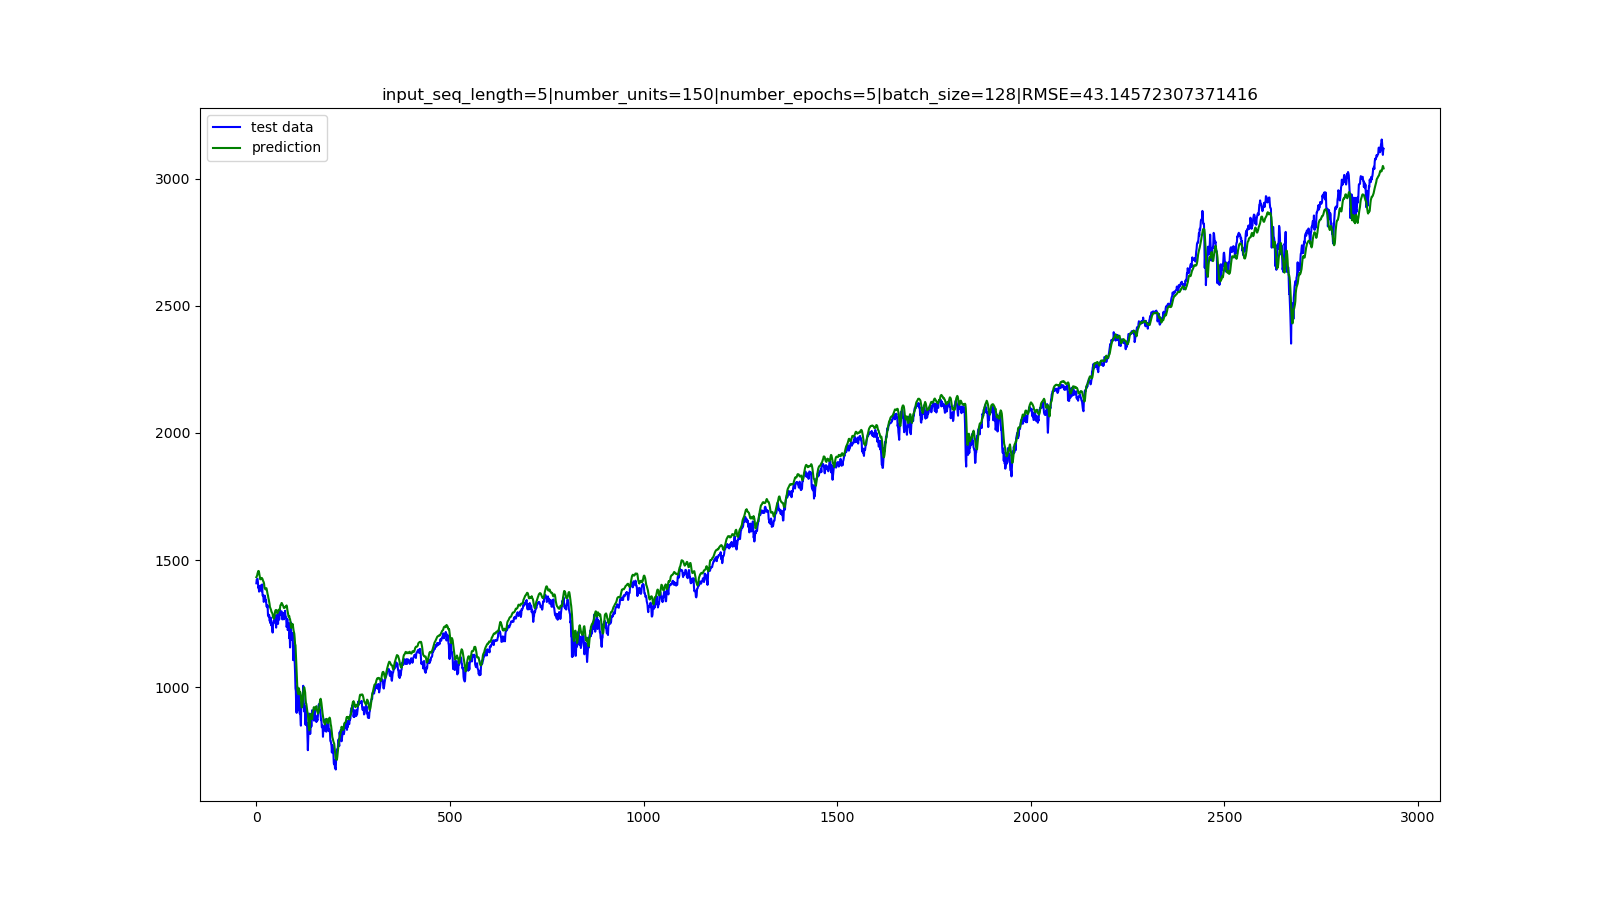 input_seq_length=5|number_units=150|number_epochs=5|batch_size=128|RMSE=43.14572307371416
test data
prediction
3000
2500
2000
1500
1000
0 500 1000 1500 2000 2500 3000